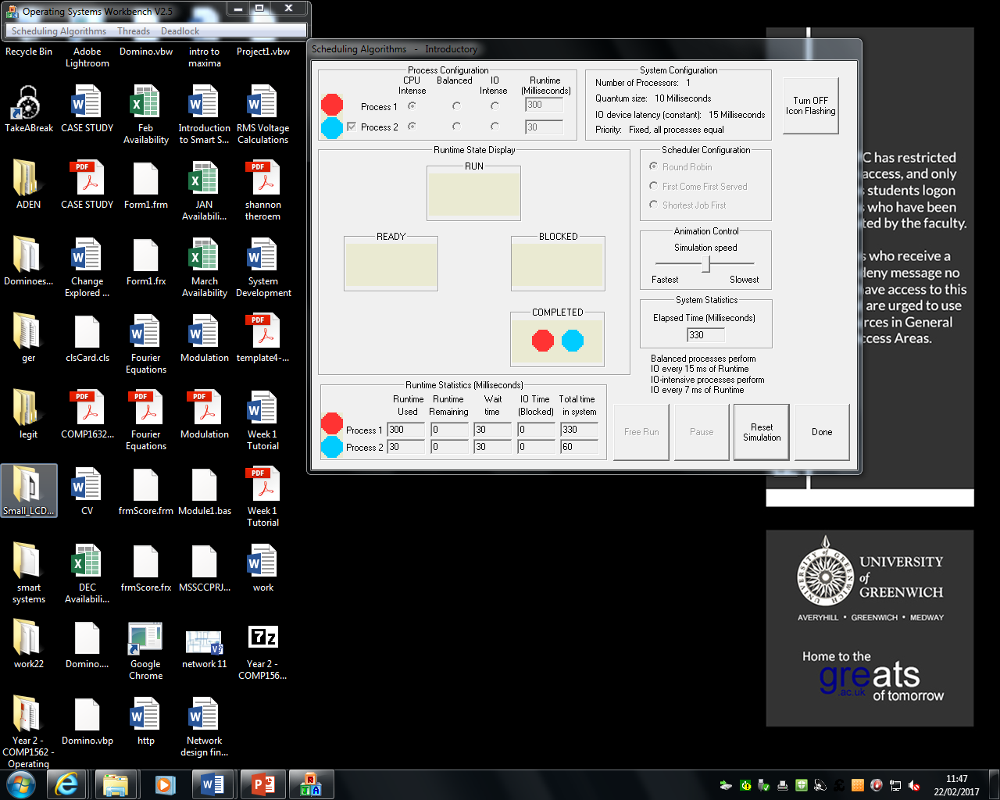 Operating Systems Workbench V2.5
Scheduling Algorithms Threads Deadlock
Recycle Bin
Adobe Lightroom
Domino.vbw
intro to maxima
Project1.vbw
TakeABreak
CASE STUDY
Feb Availability
Introduction to Smart S...
RMS Voltage Calculations
ADEN
CASE STUDY
Form1.frm
JAN Availabili...
shannon theroem
Dominoes...
Change Explored ...
Form1.frx
March Availability
System Development
ger
clsCard.cls
Fourier Equations
Modulation
template4-...
legit
COMP1632...
Fourier Equations
Modulation
Week 1 Tutorial
Small_LCD...
CV
frmScore.frm
Module1.bas
Week 1 Tutorial
smart systems
DEC Availabili...
frmScore.frx
MSSCCPRJ...
work
work22
Domino....
Google Chrome
network 11
Year 2 - COMP156...
Year 2 - COMP1562 - Operating
Domino.vbp
http
Network design fin...
Scheduling Algorithms - Introductory
Process Configuration
CPU Intense Balanced IO Intense Runtime (Milliseconds)
Process 1 300
Process 2 30
System Configuration
Number of Processors: 1
Quantum size: 10 Milliseconds
IO device latency (constant): 15 Milliseconds
Priority: Fixed, all processes equal
Turn OFF
Icon Flashing
Runtime State Display
RUN
READY
BLOCKED
COMPLETED
Scheduler Configuration
Round Robin
First Come First Served
Shortest Job First
Animation Control
Simulation speed
Fastest Slowest
System Statistics
Elapsed Time (Milliseconds)
330
Balanced processes perform
IO every 15 ms of Runtime
IO-intensive processes perform
IO every 7 ms of Runtime
Runtime Statistics (Milliseconds)
Runtime Used Runtime Remaining Wait time IO Time (Blocked) Total time in system
Process 1 300 0 30 0 330
Process 2 30 0 30 0 60
Free Run
Pause
Reset
Simulation
Done
C has restricted
access, and only
students logon
who have been
ted by the faculty.
who receive a
deny message no
ave access to this
are urged to use
rces in General
ccess Areas.
UNIVERSITY
of
GREENWICH
AVERYHILL • GREENWICH • MEDWAY
Home to the
greats
.ac.uk
of tomorrow
11:47
22/02/2017